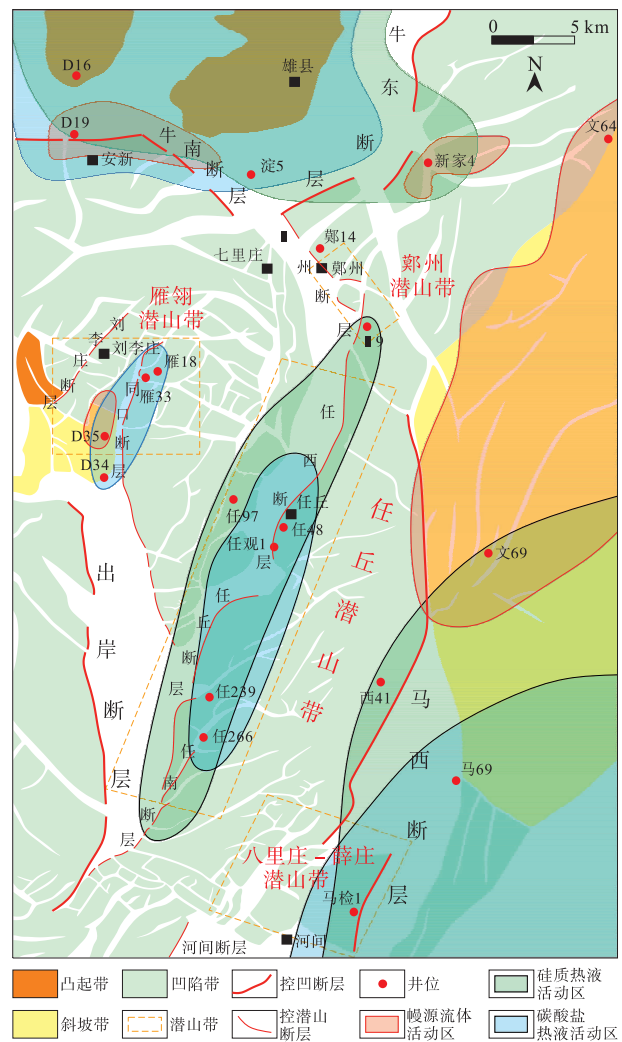 0 5 km
N
D16
雄县
牛
东
断
层
D19
牛
南
断
层
安新
淀5
新家4
文64
鄚14
七里庄
州
鄚州
断
层
鄚州
潜山带
雁翎
潜山带
刘
李
庄
断
层
刘李庄
雁18
雁33
同
口
断
层
D35
D34
9
任
西
断
层
任97
任丘
任48
任观1
任
丘
断
层
任
丘
潜
山
带
文69
出
岸
断
层
任239
任266
任
南
断
层
西41
马
西
断
层
马69
八里庄–薛庄
潜山带
马检1
河间
河间断层
凸起带
凹陷带
控凹断层
井位
硅质热液
活动区
斜坡带
潜山带
控潜山
断层
幔源流体
活动区
碳酸盐
热液活动区